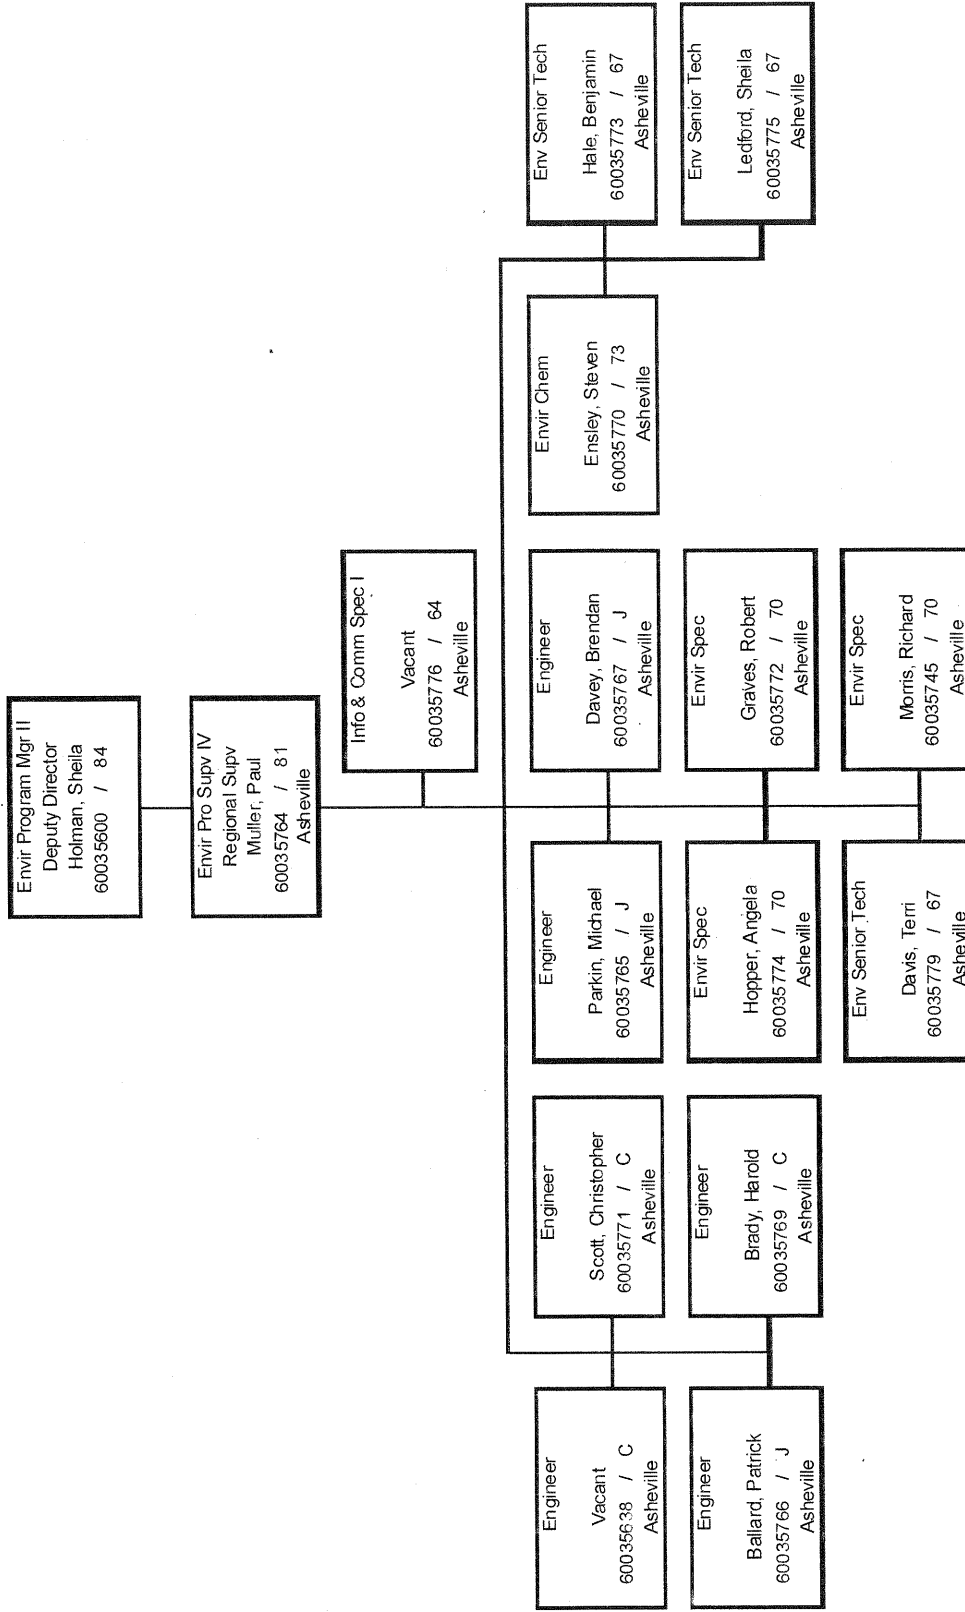 Envir Program Mgr II
Deputy Director
Holman, Sheila
60035600 / 84
Envir Pro Supv IV
Regional Supv
Muller, Paul
60035764 / 81
Asheville
Info & Comm Spec I
Vacant
60035776 / 64
Asheville
Engineer
Vacant
60035638 / C
Asheville
Engineer
Scott, Christopher
60035771 / C
Asheville
Engineer
Parkin, Michael
60035765 / J
Asheville
Engineer
Davey, Brendan
60035767 / J
Asheville
Envir Chem
Ensley, Steven
60035770 / 73
Asheville
Env Senior Tech
Hale, Benjamin
60035773 / 67
Asheville
Engineer
Ballard, Patrick
60035766 / J
Asheville
Engineer
Brady, Harold
60035769 / C
Asheville
Envir Spec
Hopper, Angela
60035774 / 70
Asheville
Envir Spec
Graves, Robert
60035772 / 70
Asheville
Env Senior Tech
Ledford, Sheila
60035775 / 67
Asheville
Env Senior Tech
Davis, Terri
60035779 / 67
Asheville
Envir Spec
Morris, Richard
60035745 / 70
Asheville